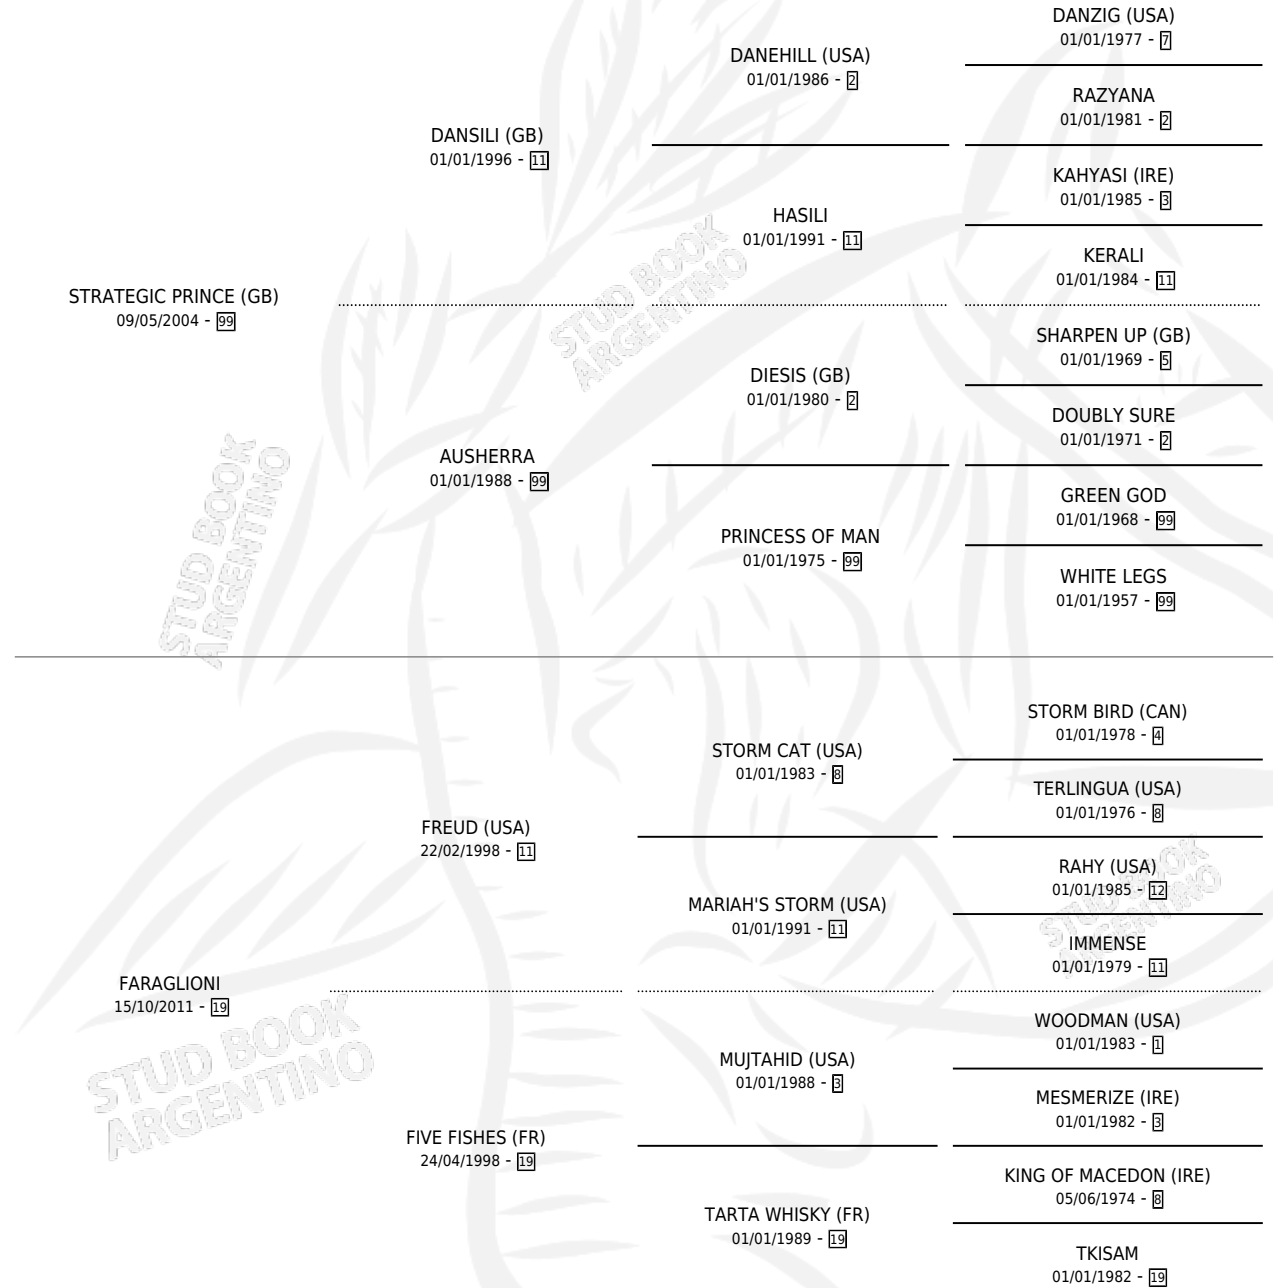 DANZIG (USA)
01/01/1977 - 7
DANEHILL (USA)
01/01/1986 - 2
RAZYANA
01/01/1981 - 2
DANSILI (GB)
01/01/1996 - 11
KAHYASI (IRE)
01/01/1985 - 3
HASILI
01/01/1991 - 11
KERALI
01/01/1984 - 11
STRATEGIC PRINCE (GB)
09/05/2004 - 99
STUD BOOK
ARGENTINO
SHARPEN UP (GB)
01/01/1969 - 5
DIESIS (GB)
01/01/1980 - 2
DOUBLY SURE
01/01/1971 - 2
AUSHERRA
01/01/1988 - 99
GREEN GOD
01/01/1968 - 99
PRINCESS OF MAN
01/01/1975 - 99
WHITE LEGS
01/01/1957 - 99
STUD BOOK
ARGENTINO
STORM BIRD (CAN)
01/01/1978 - 4
STORM CAT (USA)
01/01/1983 - 8
TERLINGUA (USA)
01/01/1976 - 8
FREUD (USA)
22/02/1998 - 11
RAHY (USA)
01/01/1985 - 12
MARIAH'S STORM (USA)
01/01/1991 - 11
STUD BOOK
ARGENTINO
IMMENSE
01/01/1979 - 11
FARAGLIONI
15/10/2011 - 19
STUD BOOK
ARGENTINO
WOODMAN (USA)
01/01/1983 - 1
MUJTAHID (USA)
01/01/1988 - 3
MESMERIZE (IRE)
01/01/1982 - 3
FIVE FISHES (FR)
24/04/1998 - 19
KING OF MACEDON (IRE)
05/06/1974 - 8
TARTA WHISKY (FR)
01/01/1989 - 19
TKISAM
01/01/1982 - 19